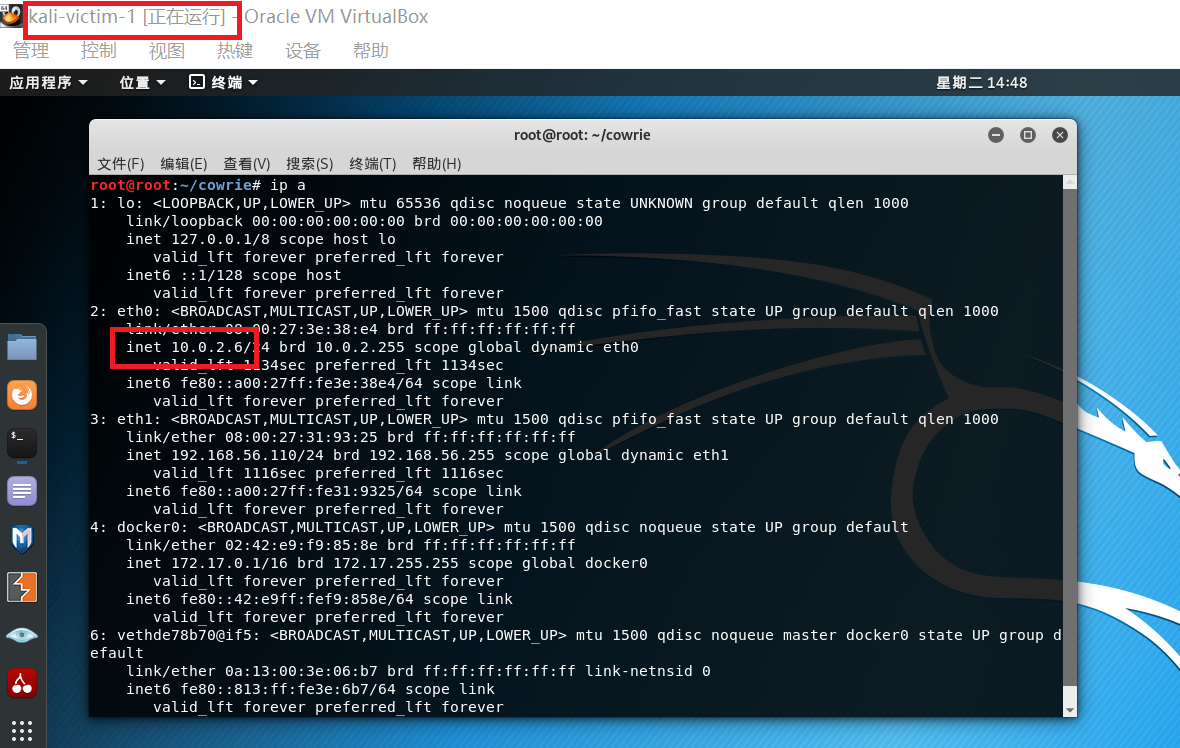 kali-victim-1 [正在运行] - Oracle VM VirtualBox
管理 控制 视图 热键 设备 帮助
应用程序 位置 终端 星期二 14:48
root@root: ~/cowrie
文件(F) 编辑(E) 查看(V) 搜索(S) 终端(T) 帮助(H)
root@root:~/cowrie# ip a
1: lo: <LOOPBACK,UP,LOWER_UP> mtu 65536 qdisc noqueue state UNKNOWN group default qlen 1000
link/loopback 00:00:00:00:00:00 brd 00:00:00:00:00:00
inet 127.0.0.1/8 scope host lo
valid_lft forever preferred_lft forever
inet6 ::1/128 scope host
valid_lft forever preferred_lft forever
2: eth0: <BROADCAST,MULTICAST,UP,LOWER_UP> mtu 1500 qdisc pfifo_fast state UP group default qlen 1000
link/ether 08:00:27:3e:38:e4 brd ff:ff:ff:ff:ff:ff
inet 10.0.2.6/24 brd 10.0.2.255 scope global dynamic eth0
valid_lft 1134sec preferred_lft 1134sec
inet6 fe80::a00:27ff:fe3e:38e4/64 scope link
valid_lft forever preferred_lft forever
3: eth1: <BROADCAST,MULTICAST,UP,LOWER_UP> mtu 1500 qdisc pfifo_fast state UP group default qlen 1000
link/ether 08:00:27:31:93:25 brd ff:ff:ff:ff:ff:ff
inet 192.168.56.110/24 brd 192.168.56.255 scope global dynamic eth1
valid_lft 1116sec preferred_lft 1116sec
inet6 fe80::a00:27ff:fe31:9325/64 scope link
valid_lft forever preferred_lft forever
4: docker0: <BROADCAST,MULTICAST,UP,LOWER_UP> mtu 1500 qdisc noqueue state UP group default
link/ether 02:42:e9:f9:85:8e brd ff:ff:ff:ff:ff:ff
inet 172.17.0.1/16 brd 172.17.255.255 scope global docker0
valid_lft forever preferred_lft forever
inet6 fe80::42:e9ff:fef9:858e/64 scope link
valid_lft forever preferred_lft forever
6: vethde78b70@if5: <BROADCAST,MULTICAST,UP,LOWER_UP> mtu 1500 qdisc noqueue master docker0 state UP group d
efault
link/ether 0a:13:00:3e:06:b7 brd ff:ff:ff:ff:ff:ff link-netnsid 0
inet6 fe80::813:ff:fe3e:6b7/64 scope link
valid_lft forever preferred_lft forever